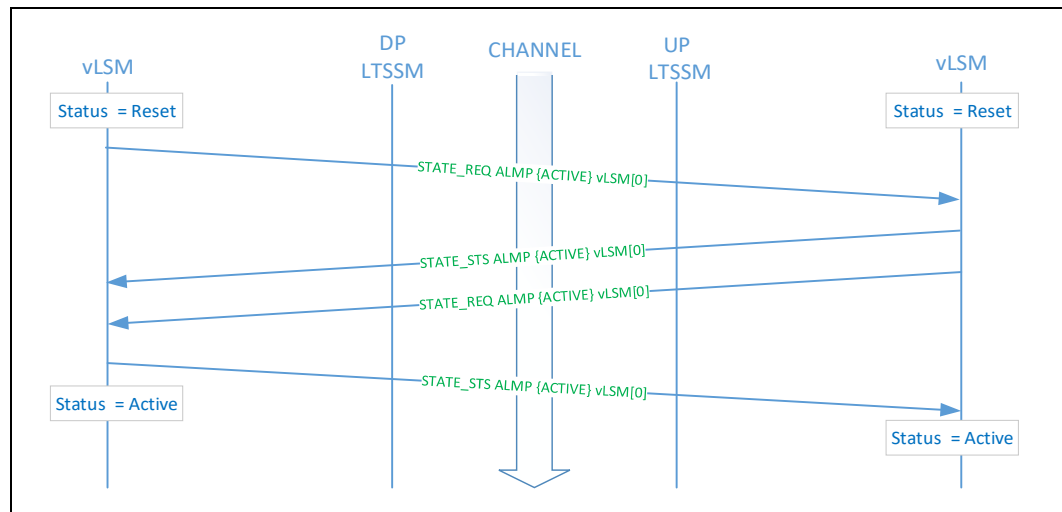 DP
LTSSM
CHANNEL
UP
LTSSM
vLSM
vLSM
Status = Reset
Status = Reset
STATE_REQ ALMP {ACTIVE} vLSM[0]
STATE_STS ALMP {ACTIVE} vLSM[0]
STATE_REQ ALMP {ACTIVE} vLSM[0]
STATE_STS ALMP {ACTIVE} vLSM[0]
Status = Active
Status = Active